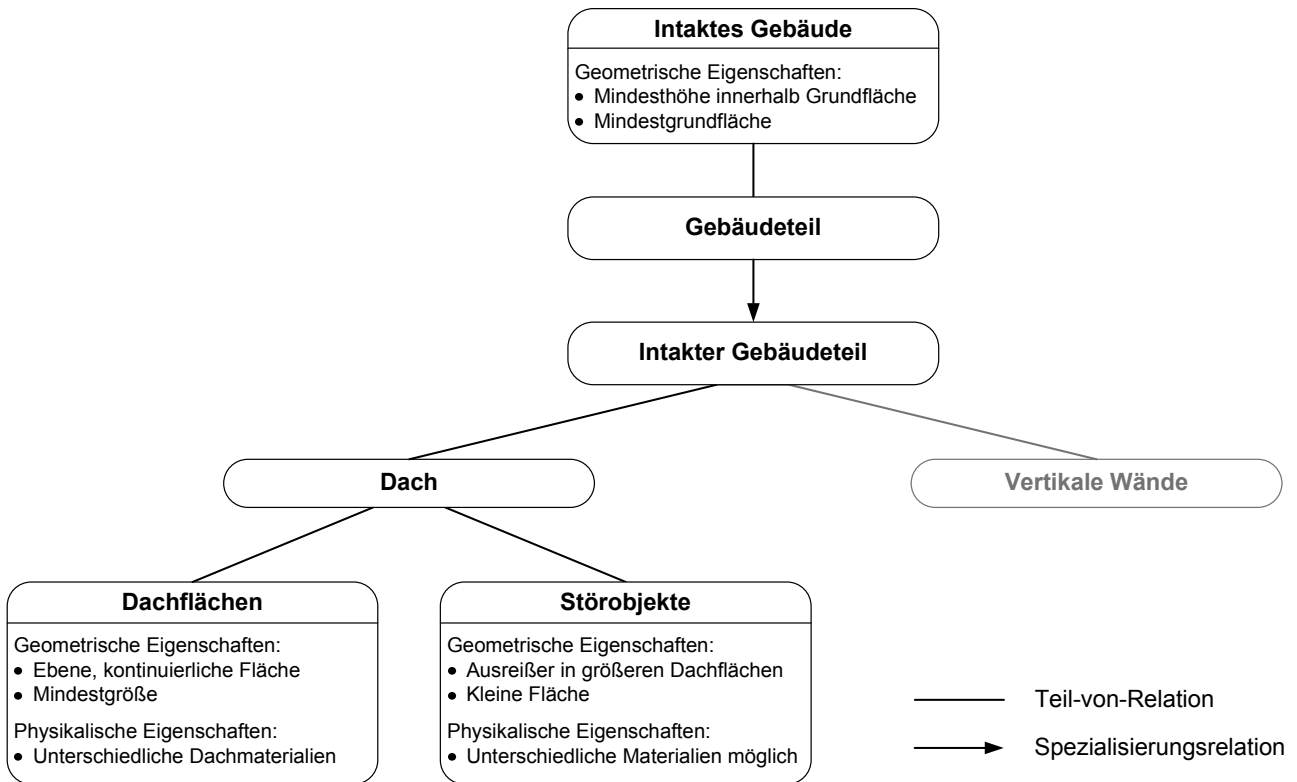 Intaktes Gebäude
Geometrische Eigenschaften:
• Mindesthöhe innerhalb Grundfläche
• Mindestgrundfläche
Gebäudeteil
Intakter Gebäudeteil
Dach
Vertikale Wände
Dachflächen
Geometrische Eigenschaften:
• Ebene, kontinuierliche Fläche
• Mindestgröße
Physikalische Eigenschaften:
• Unterschiedliche Dachmaterialien
Störobjekte
Geometrische Eigenschaften:
• Ausreißer in größeren Dachflächen
• Kleine Fläche
Physikalische Eigenschaften:
• Unterschiedliche Materialien möglich
Teil-von-Relation
Spezialisierungsrelation